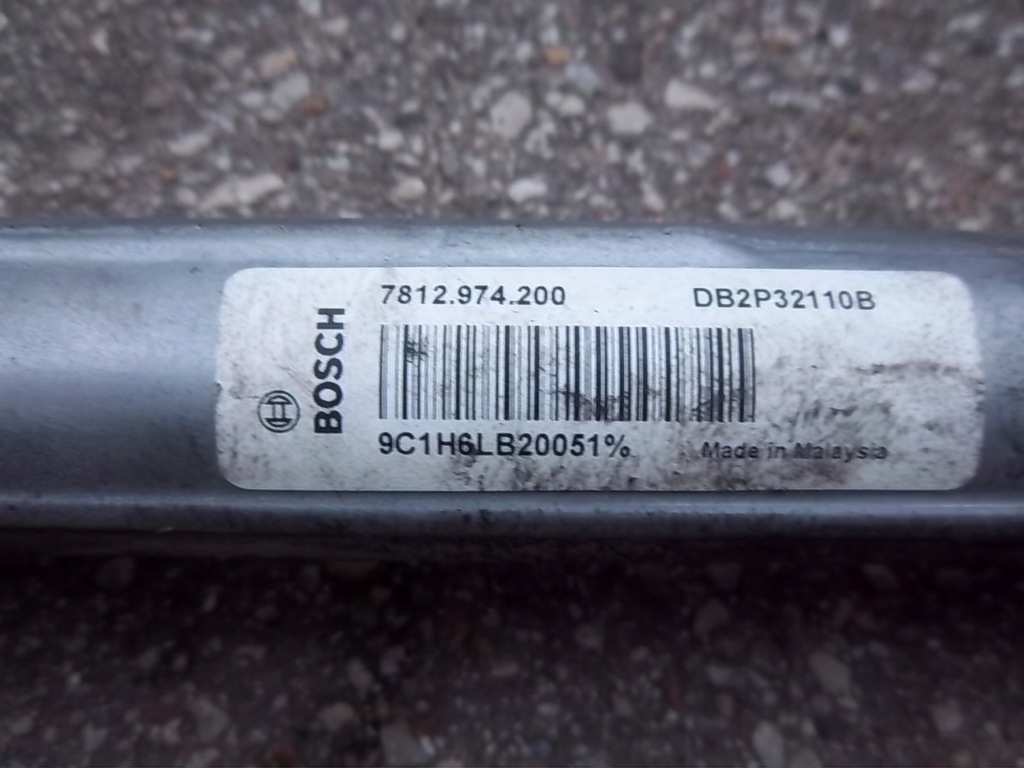 BOSCH
7812.974.200
DB2P32110B
9C1H6LB20051%
Made in Malaysia